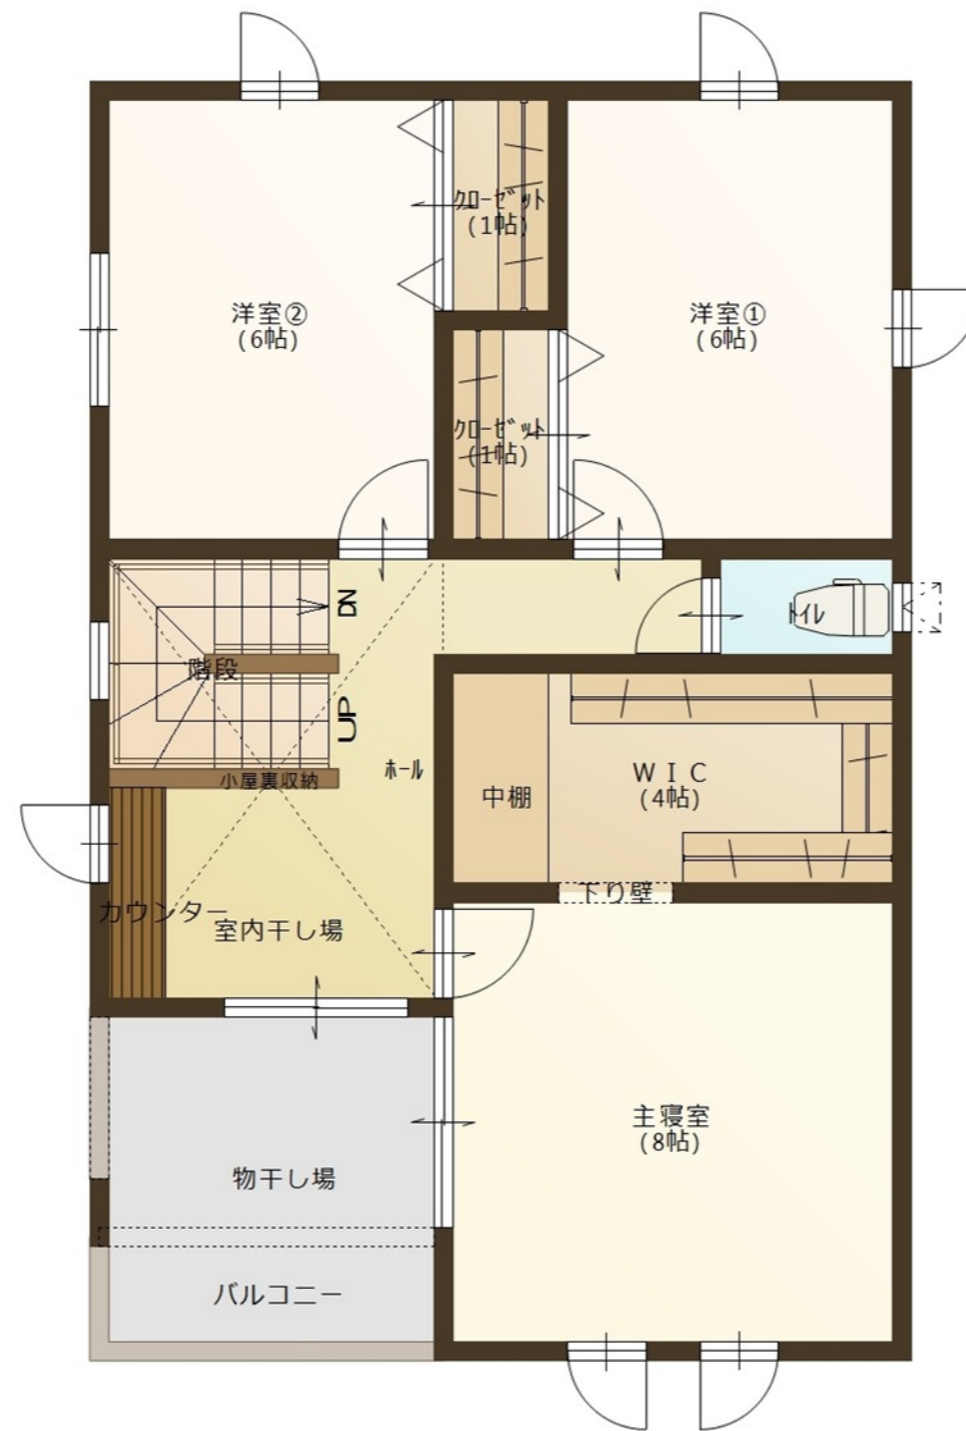 クローゼット
(1帖)
洋室②
(6帖)
洋室①
(6帖)
クローゼット
(1帖)
DN
トイレ
階段
UP
ホール
小屋裏収納
WIC
(4帖)
中棚
下り壁
カウンター
室内干し場
主寝室
(8帖)
物干し場
バルコニー